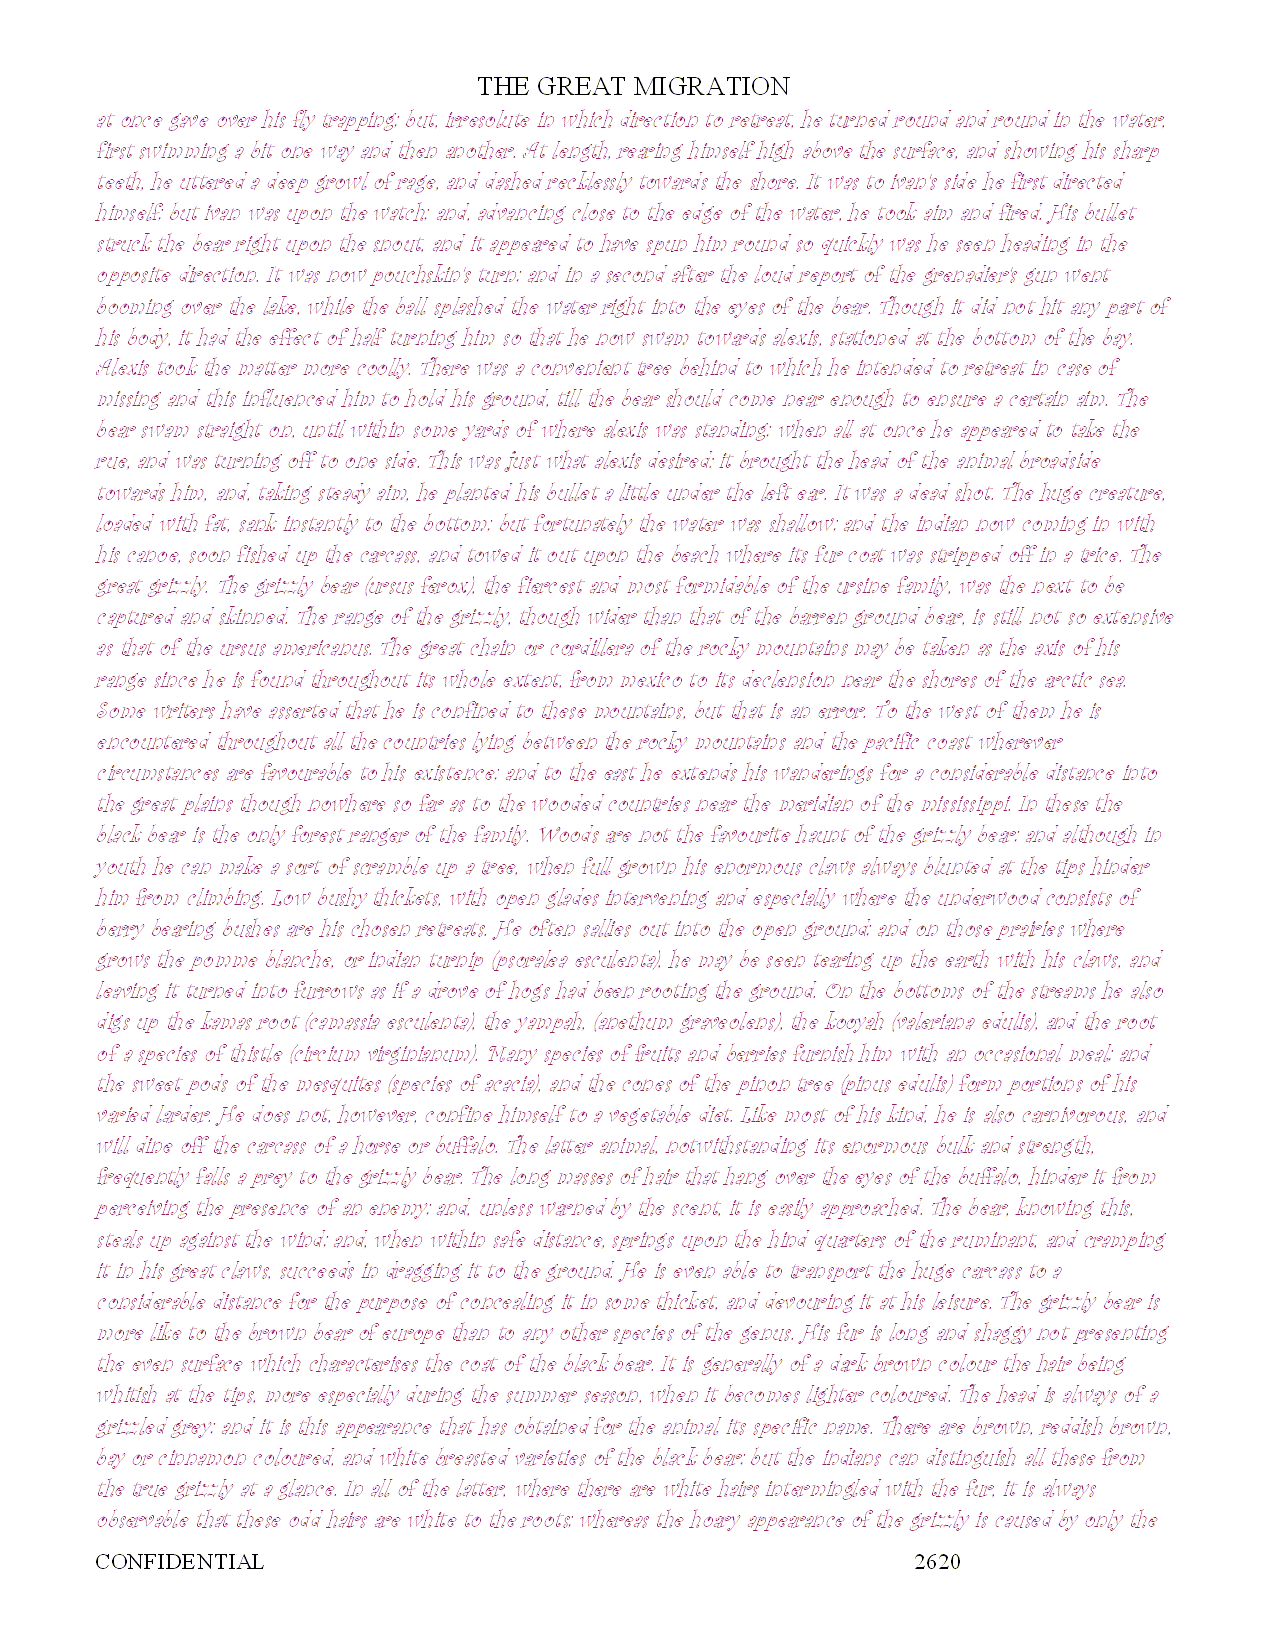 THE GREAT MIGRATION
at once gave over his fly trapping; but, irresolute in which direction to retreat, he turned round and round in the water,
first swimming a bit one way and then another. At length, rearing himself high above the surface, and showing his sharp
teeth, he uttered a deep growl of rage, and dashed recklessly towards the shore. It was to ivan's side he first directed
himself; but ivan was upon the watch; and, advancing close to the edge of the water, he took aim and fired. His bullet
struck the bear right upon the snout, and it appeared to have spun him round so quickly was he seen heading in the
opposite direction. It was now pouchskin's turn; and in a second after the loud report of the grenadier's gun went
booming over the lake, while the ball splashed the water right into the eyes of the bear. Though it did not hit any part of
his body, it had the effect of half turning him so that he now swam towards alexis, stationed at the bottom of the bay.
Alexis took the matter more coolly. There was a convenient tree behind to which he intended to retreat in case of
missing and this influenced him to hold his ground, till the bear should come near enough to ensure a certain aim. The
bear swam straight on, until within some yards of where alexis was standing; when all at once he appeared to take the
rue, and was turning off to one side. This was just what alexis desired; it brought the head of the animal broadside
towards him, and, taking steady aim, he planted his bullet a little under the left ear. It was a dead shot. The huge creature,
loaded with fat, sank instantly to the bottom; but fortunately the water was shallow; and the indian now coming in with
his canoe, soon fished up the carcass, and towed it out upon the beach where its fur coat was stripped off in a trice. The
great grizzly. The grizzly bear (ursus ferox), the fiercest and most formidable of the ursine family, was the next to be
captured and skinned. The range of the grizzly, though wider than that of the barren ground bear, is still not so extensive
as that of the ursus americanus. The great chain or cordillera of the rocky mountains may be taken as the axis of his
range since he is found throughout its whole extent, from mexico to its declension near the shores of the arctic sea.
Some writers have asserted that he is confined to these mountains, but that is an error. To the west of them he is
encountered throughout all the countries lying between the rocky mountains and the pacific coast wherever
circumstances are favourable to his existence; and to the east he extends his wanderings for a considerable distance into
the great plains though nowhere so far as to the wooded countries near the meridian of the mississippi. In these the
black bear is the only forest ranger of the family. Woods are not the favourite haunt of the grizzly bear; and although in
youth he can make a sort of scramble up a tree, when full grown his enormous claws always blunted at the tips hinder
him from climbing. Low bushy thickets, with open glades intervening and especially where the underwood consists of
berry bearing bushes are his chosen retreats. He often sallies out into the open ground; and on those prairies where
grows the pomme blanche, or indian turnip (psoralea esculenta), he may be seen tearing up the earth with his claws, and
leaving it turned into furrows as if a drove of hogs had been rooting the ground. On the bottoms of the streams he also
digs up the kamas root (camassia esculenta), the yampah, (anethum graveolens), the kooyah (valeriana edulis), and the root
of a species of thistle (circium virginianum). Many species of fruits and berries furnish him with an occasional meal; and
the sweet pods of the mesquites (species of acacia), and the cones of the pinon tree (pinus edulis) form portions of his
varied larder. He does not, however, confine himself to a vegetable diet. Like most of his kind, he is also carnivorous, and
will dine off the carcass of a horse or buffalo. The latter animal, notwithstanding its enormous bulk and strength,
frequently falls a prey to the grizzly bear. The long masses of hair that hang over the eyes of the buffalo, hinder it from
perceiving the presence of an enemy; and, unless warned by the scent, it is easily approached. The bear, knowing this,
steals up against the wind; and, when within safe distance, springs upon the hind quarters of the ruminant, and cramping
it in his great claws, succeeds in dragging it to the ground. He is even able to transport the huge carcass to a
considerable distance for the purpose of concealing it in some thicket, and devouring it at his leisure. The grizzly bear is
more like to the brown bear of europe than to any other species of the genus. His fur is long and shaggy not presenting
the even surface which characterises the coat of the black bear. It is generally of a dark brown colour the hair being
whitish at the tips, more especially during the summer season, when it becomes lighter coloured. The head is always of a
grizzled grey; and it is this appearance that has obtained for the animal its specific name. There are brown, reddish brown,
bay or cinnamon coloured, and white breasted varieties of the black bear; but the indians can distinguish all these from
the true grizzly at a glance. In all of the latter, where there are white hairs intermingled with the fur, it is always
observable that these odd hairs are white to the roots; whereas the hoary appearance of the grizzly is caused by only the
CONFIDENTIAL 2620